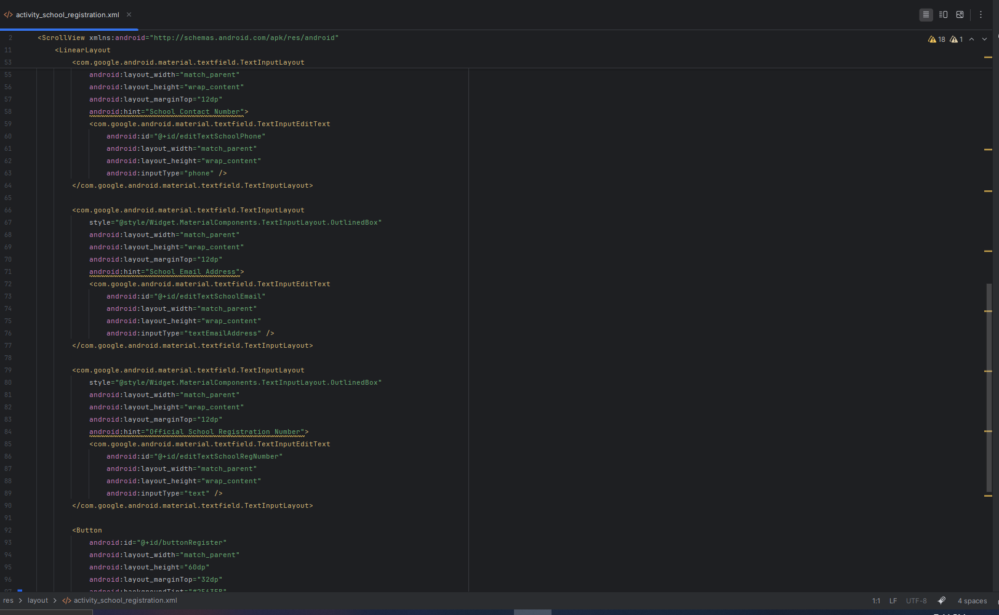 activity_school_registration.xml
18 1
2 <ScrollView xmlns:android="http://schemas.android.com/apk/res/android"
11 <LinearLayout
53 <com.google.android.material.textfield.TextInputLayout
55 android:layout_width="match_parent"
56 android:layout_height="wrap_content"
57 android:layout_marginTop="12dp"
58 android:hint="School Contact Number">
59 <com.google.android.material.textfield.TextInputEditText
60 android:id="@+id/editTextSchoolPhone"
61 android:layout_width="match_parent"
62 android:layout_height="wrap_content"
63 android:inputType="phone" />
64 </com.google.android.material.textfield.TextInputLayout>
65
66 <com.google.android.material.textfield.TextInputLayout
67 style="@style/Widget.MaterialComponents.TextInputLayout.OutlinedBox"
68 android:layout_width="match_parent"
69 android:layout_height="wrap_content"
70 android:layout_marginTop="12dp"
71 android:hint="School Email Address">
72 <com.google.android.material.textfield.TextInputEditText
73 android:id="@+id/editTextSchoolEmail"
74 android:layout_width="match_parent"
75 android:layout_height="wrap_content"
76 android:inputType="textEmailAddress" />
77 </com.google.android.material.textfield.TextInputLayout>
78
79 <com.google.android.material.textfield.TextInputLayout
80 style="@style/Widget.MaterialComponents.TextInputLayout.OutlinedBox"
81 android:layout_width="match_parent"
82 android:layout_height="wrap_content"
83 android:layout_marginTop="12dp"
84 android:hint="Official School Registration Number">
85 <com.google.android.material.textfield.TextInputEditText
86 android:id="@+id/editTextSchoolRegNumber"
87 android:layout_width="match_parent"
88 android:layout_height="wrap_content"
89 android:inputType="text" />
90 </com.google.android.material.textfield.TextInputLayout>
91
92 <Button
93 android:id="@+id/buttonRegister"
94 android:layout_width="match_parent"
95 android:layout_height="60dp"
96 android:layout_marginTop="32dp"
97 android:backgroundTint="#2563EB"
res > layout > activity_school_registration.xml
1:1 LF UTF-8 4 spaces